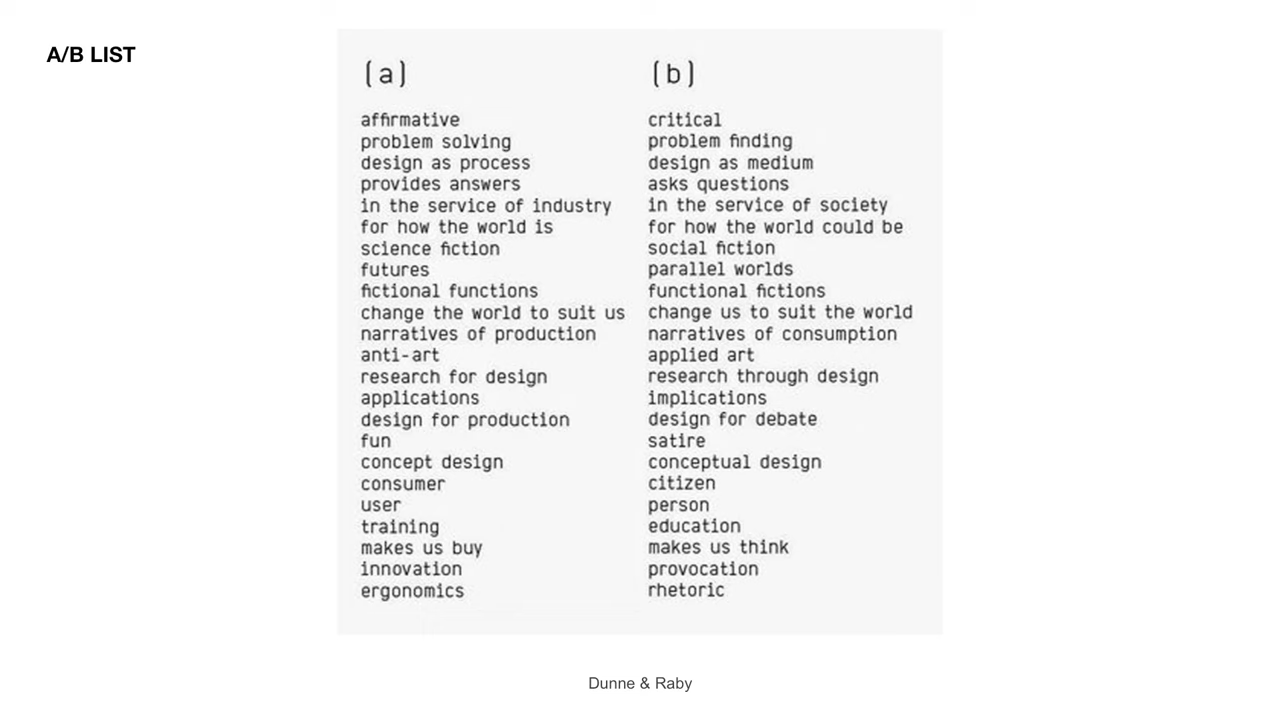 A/B LIST
(a)
affirmative
problem solving
design as process
provides answers
in the service of industry
for how the world is
science fiction
futures
fictional functions
change the world to suit us
narratives of production
anti-art
research for design
applications
design for production
fun
concept design
consumer
user
training
makes us buy
innovation
ergonomics
(b)
critical
problem finding
design as medium
asks questions
in the service of society
for how the world could be
social fiction
parallel worlds
functional fictions
change us to suit the world
narratives of consumption
applied art
research through design
implications
design for debate
satire
conceptual design
citizen
person
education
makes us think
provocation
rhetoric
Dunne & Raby